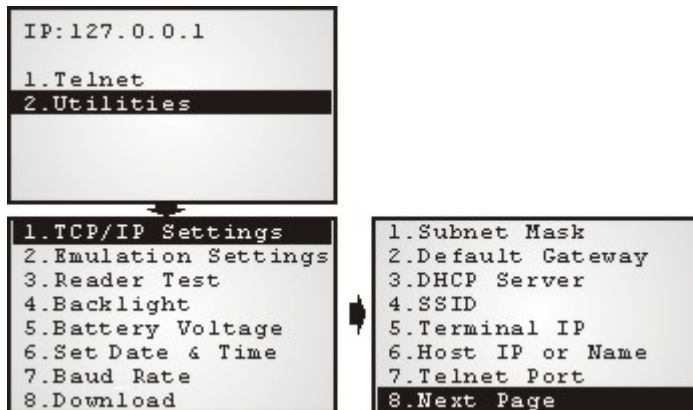 IP:127.0.0.1
1.Telnet
2.Utilities
1.TCP/IP Settings
2.Emulation Settings
3.Reader Test
4.Backlight
5.Battery Voltage
6.Set Date & Time
7.Baud Rate
8.Download
1.Subnet Mask
2.Default Gateway
3.DHCP Server
4.SSID
5.Terminal IP
6.Host IP or Name
7.Telnet Port
8.Next Page